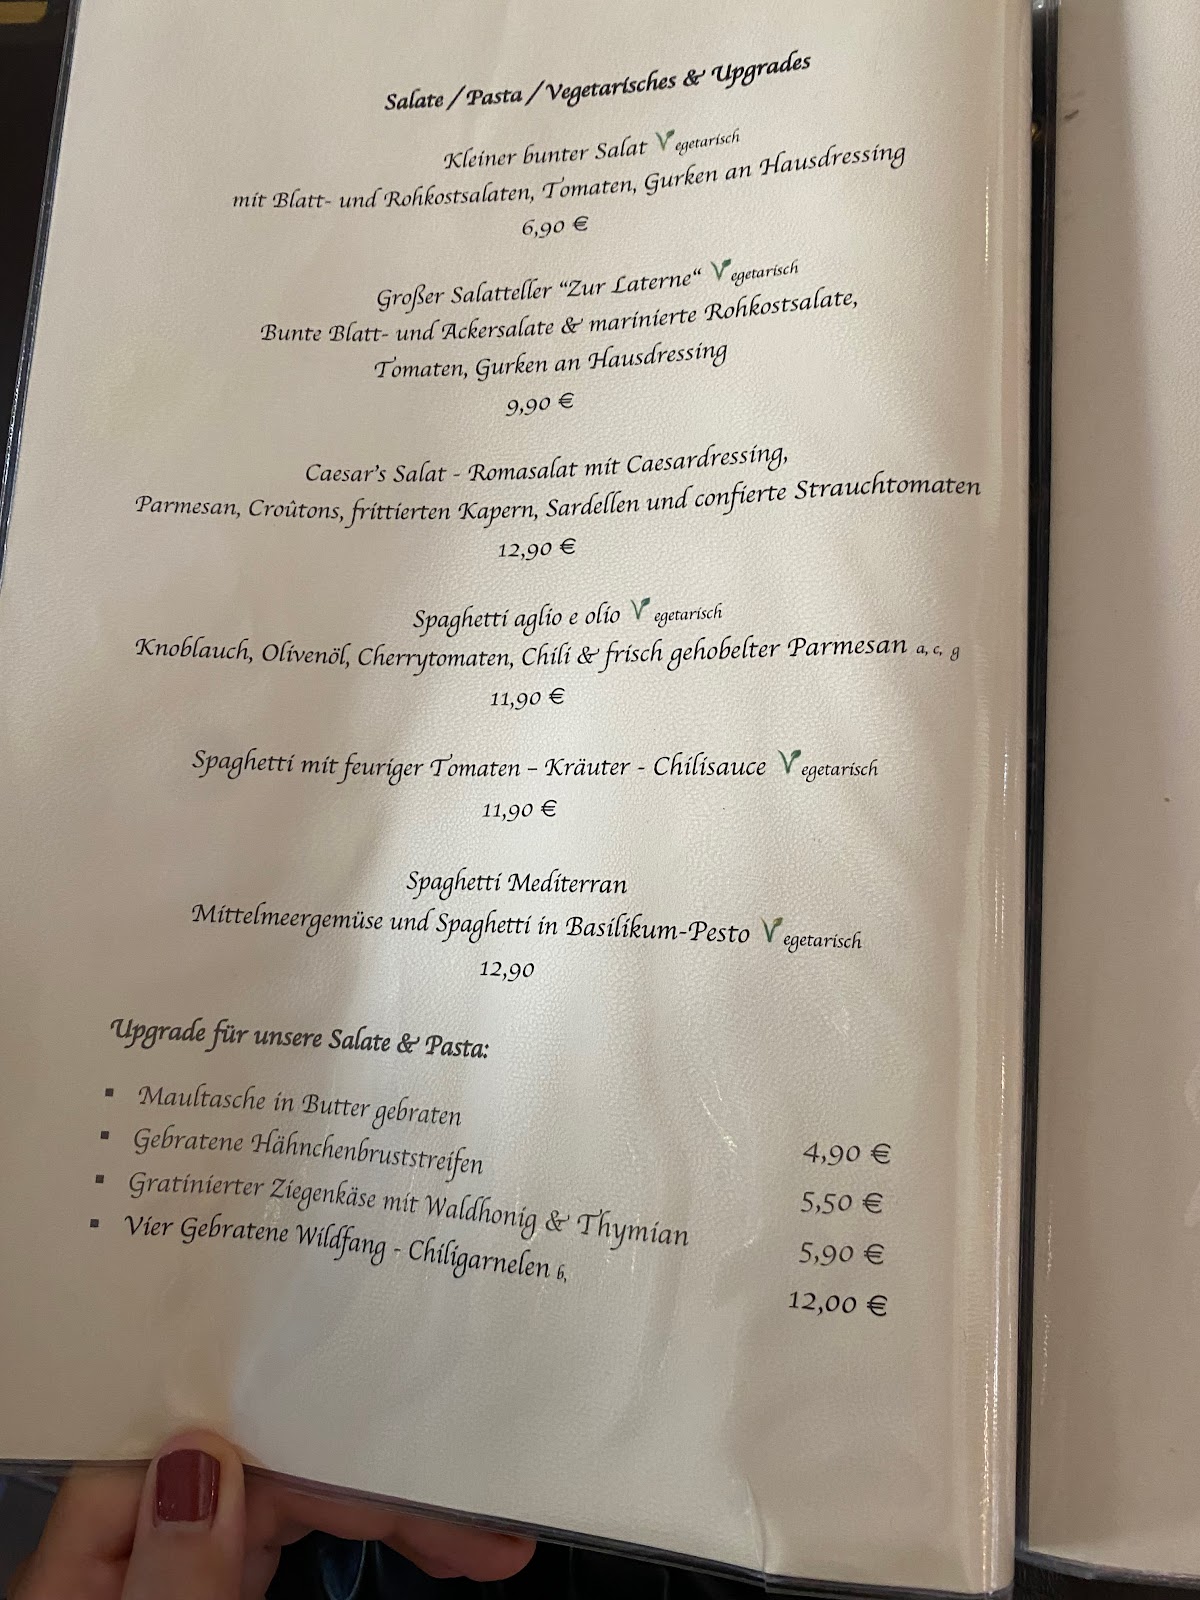 Salate / Pasta / Vegetarisches & Upgrades
Kleiner bunter Salat Vegetarisch
mit Blatt- und Rohkostsalaten, Tomaten, Gurken an Hausdressing
6,90 €
Großer Salatteller “Zur Laterne“ Vegetarisch
Bunte Blatt- und Ackersalate & marinierte Rohkostsalate,
Tomaten, Gurken an Hausdressing
9,90 €
Caesar’s Salat - Romasalat mit Caesardressing,
Parmesan, Croûtons, frittierten Kapern, Sardellen und confierte Strauchtomaten
12,90 €
Spaghetti aglio e olio Vegetarisch
Knoblauch, Olivenöl, Cherrytomaten, Chili & frisch gehobelter Parmesan a, c, g
11,90 €
Spaghetti mit feuriger Tomaten – Kräuter - Chilisauce Vegetarisch
11,90 €
Spaghetti Mediterran
Mittelmeergemüse und Spaghetti in Basilikum-Pesto Vegetarisch
12,90
Upgrade für unsere Salate & Pasta:
▪ Maultasche in Butter gebraten 4,90 €
▪ Gebratene Hähnchenbruststreifen 5,50 €
▪ Gratinierter Ziegenkäse mit Waldhonig & Thymian 5,90 €
▪ Vier Gebratene Wildfang - Chiligarnelen 6, 12,00 €